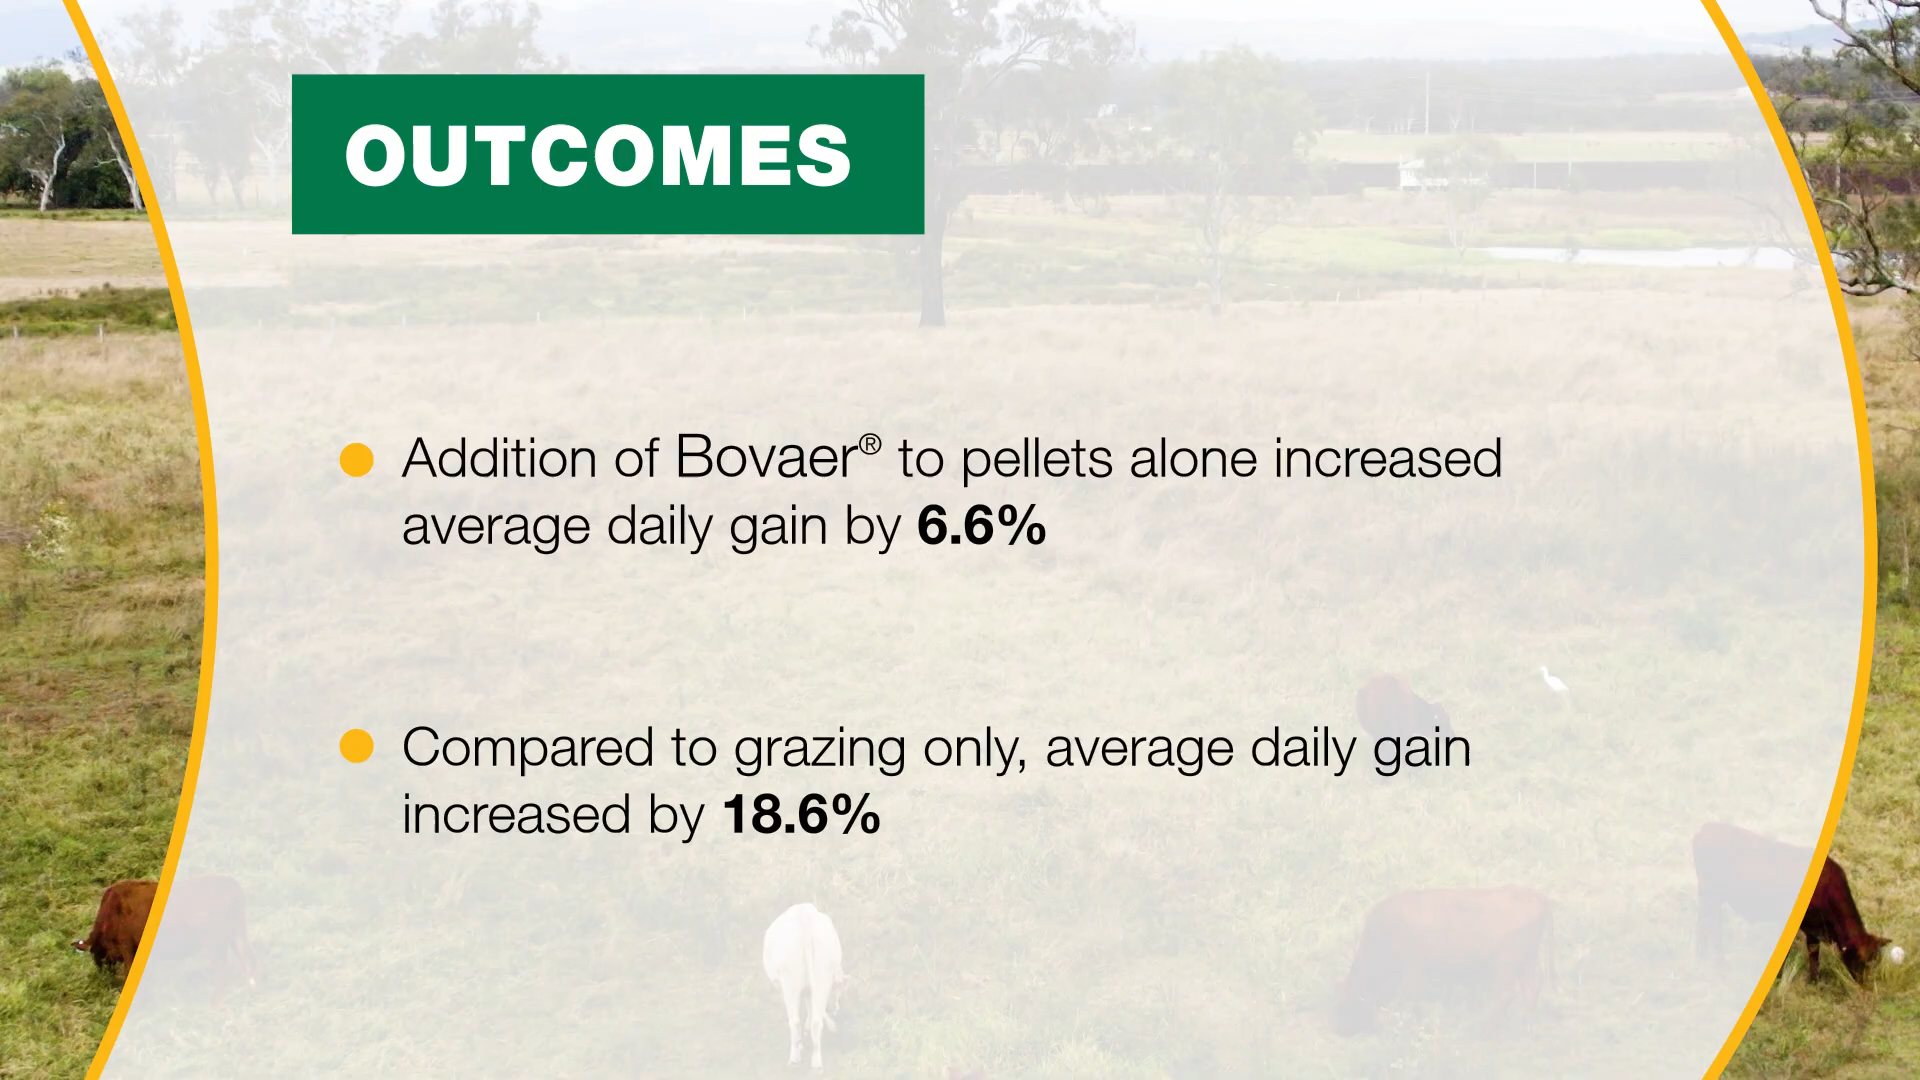 OUTCOMES
Addition of Bovaer® to pellets alone increased
average daily gain by 6.6%
Compared to grazing only, average daily gain
increased by 18.6%